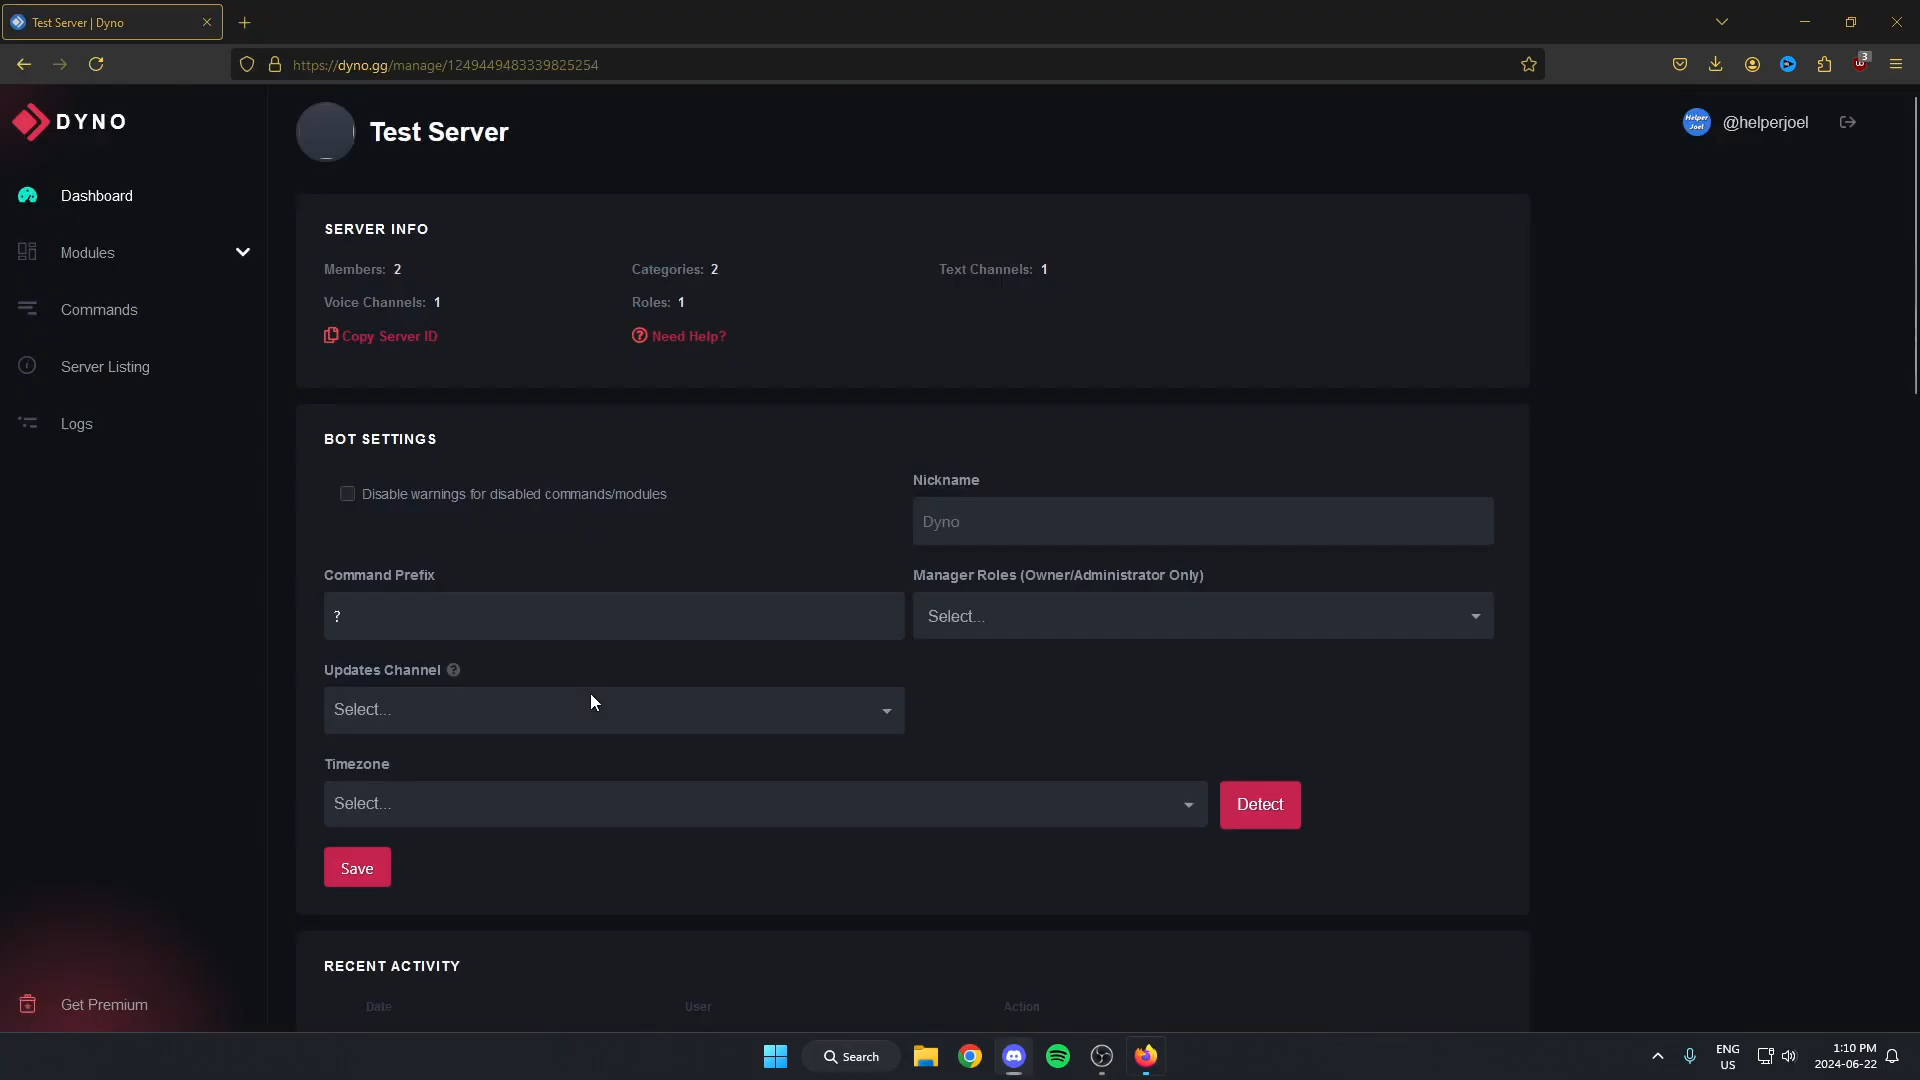 Test Server | Dyno
https://dyno.gg/manage/1249449483339825254
3
DYNO
Test Server
Helper Joel
@helperjoel
Dashboard
Modules
Commands
Server Listing
Logs
Get Premium
SERVER INFO
Members: 2
Categories: 2
Text Channels: 1
Voice Channels: 1
Roles: 1
Copy Server ID
Need Help?
BOT SETTINGS
Disable warnings for disabled commands/modules
Nickname
Dyno
Command Prefix
?
Manager Roles (Owner/Administrator Only)
Select...
Updates Channel
Select...
Timezone
Select...
Detect
Save
RECENT ACTIVITY
Date
User
Action
Search
ENG
US
1:10 PM
2024-06-22